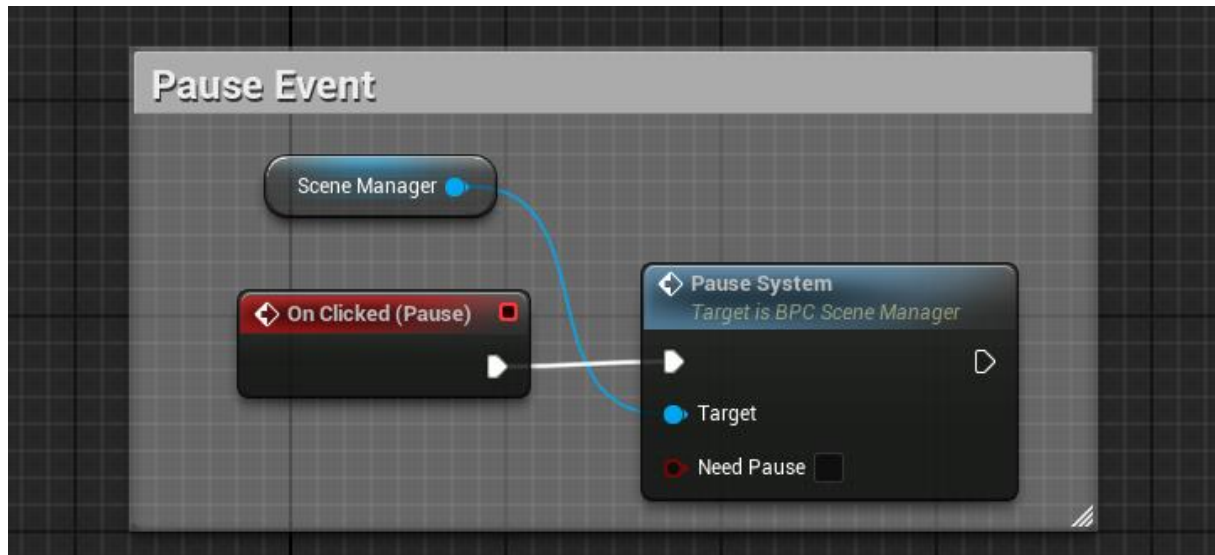 Pause Event
Scene Manager
On Clicked (Pause)
Pause System
Target is BPC Scene Manager
Target
Need Pause